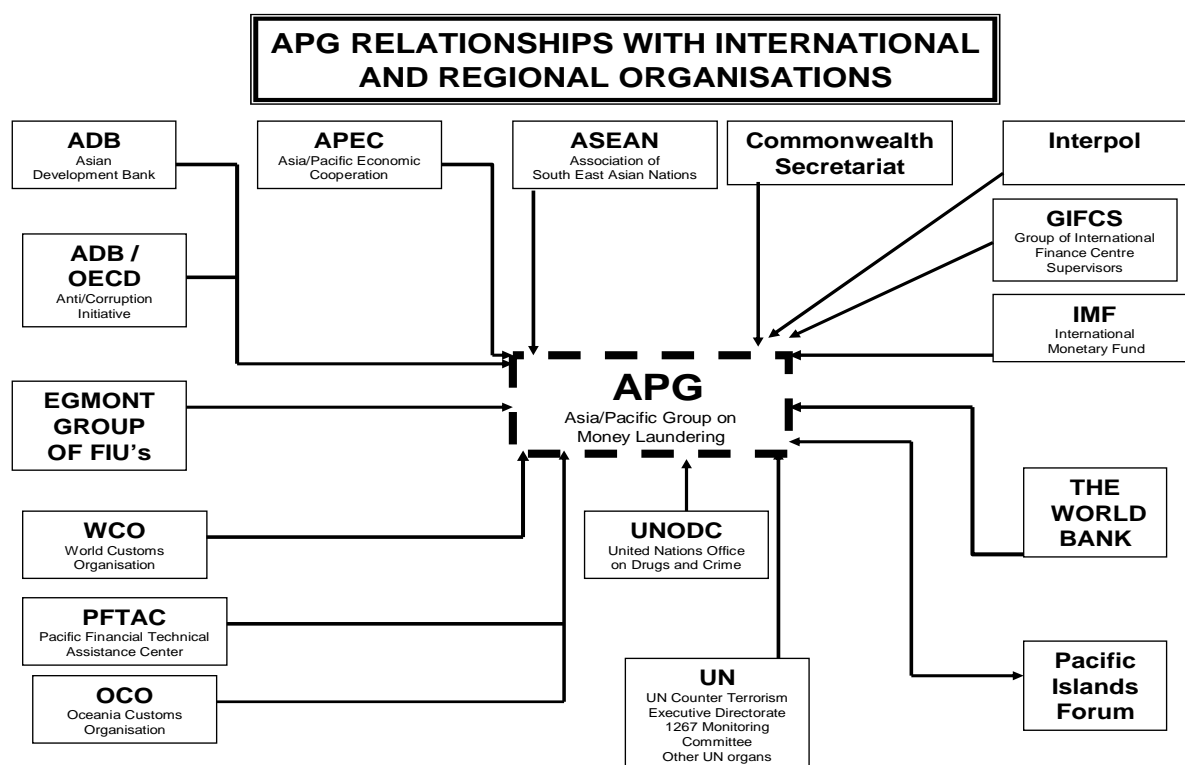 APG RELATIONSHIPS WITH INTERNATIONAL
AND REGIONAL ORGANISATIONS
ADB
Asian
Development Bank
APEC
Asia/Pacific Economic
Cooperation
ASEAN
Association of
South East Asian Nations
Commonwealth
Secretariat
Interpol
GIFCS
Group of International
Finance Centre
Supervisors
ADB /
OECD
Anti/Corruption
Initiative
IMF
International
Monetary Fund
APG
Asia/Pacific Group on
Money Laundering
EGMONT
GROUP
OF FIU's
THE
WORLD
BANK
WCO
World Customs
Organisation
UNODC
United Nations Office
on Drugs and Crime
PFTAC
Pacific Financial Technical
Assistance Center
OCO
Oceania Customs
Organisation
UN
UN Counter Terrorism
Executive Directorate
1267 Monitoring
Committee
Other UN organs
Pacific
Islands
Forum